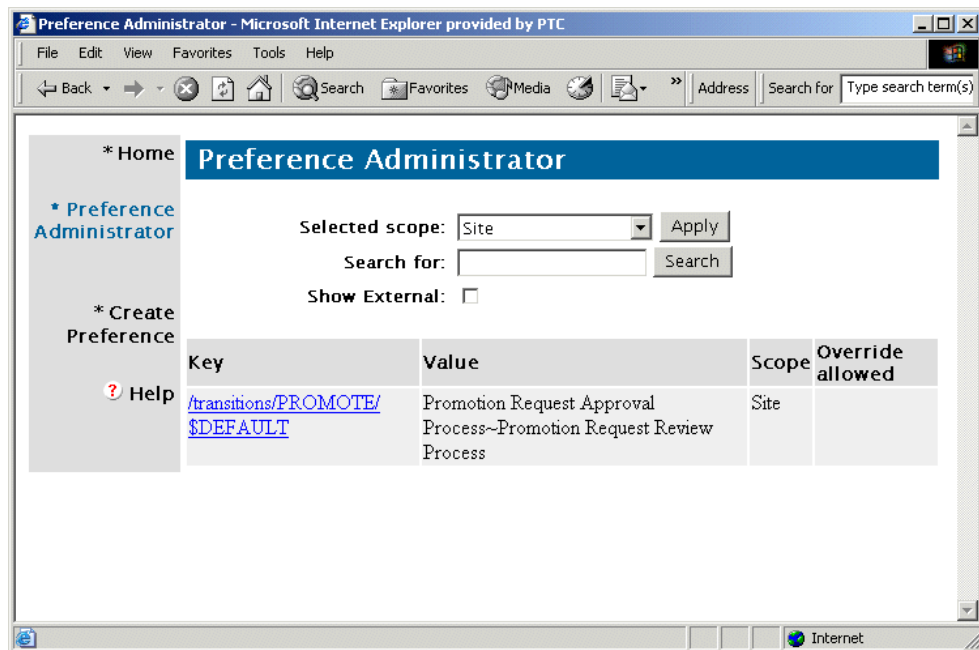 Preference Administrator - Microsoft Internet Explorer provided by PTC
File Edit View Favorites Tools Help
Back Search Favorites Media » Address Search for Type search term(s)
* Home
Preference Administrator
* Preference
Administrator
Selected scope: Site Apply
Search for: Search
Show External:
* Create
Preference
? Help
Key Value Scope Override
allowed
/transitions/PROMOTE/ Promotion Request Approval Site
$DEFAULT Process~Promotion Request Review
Process
Internet